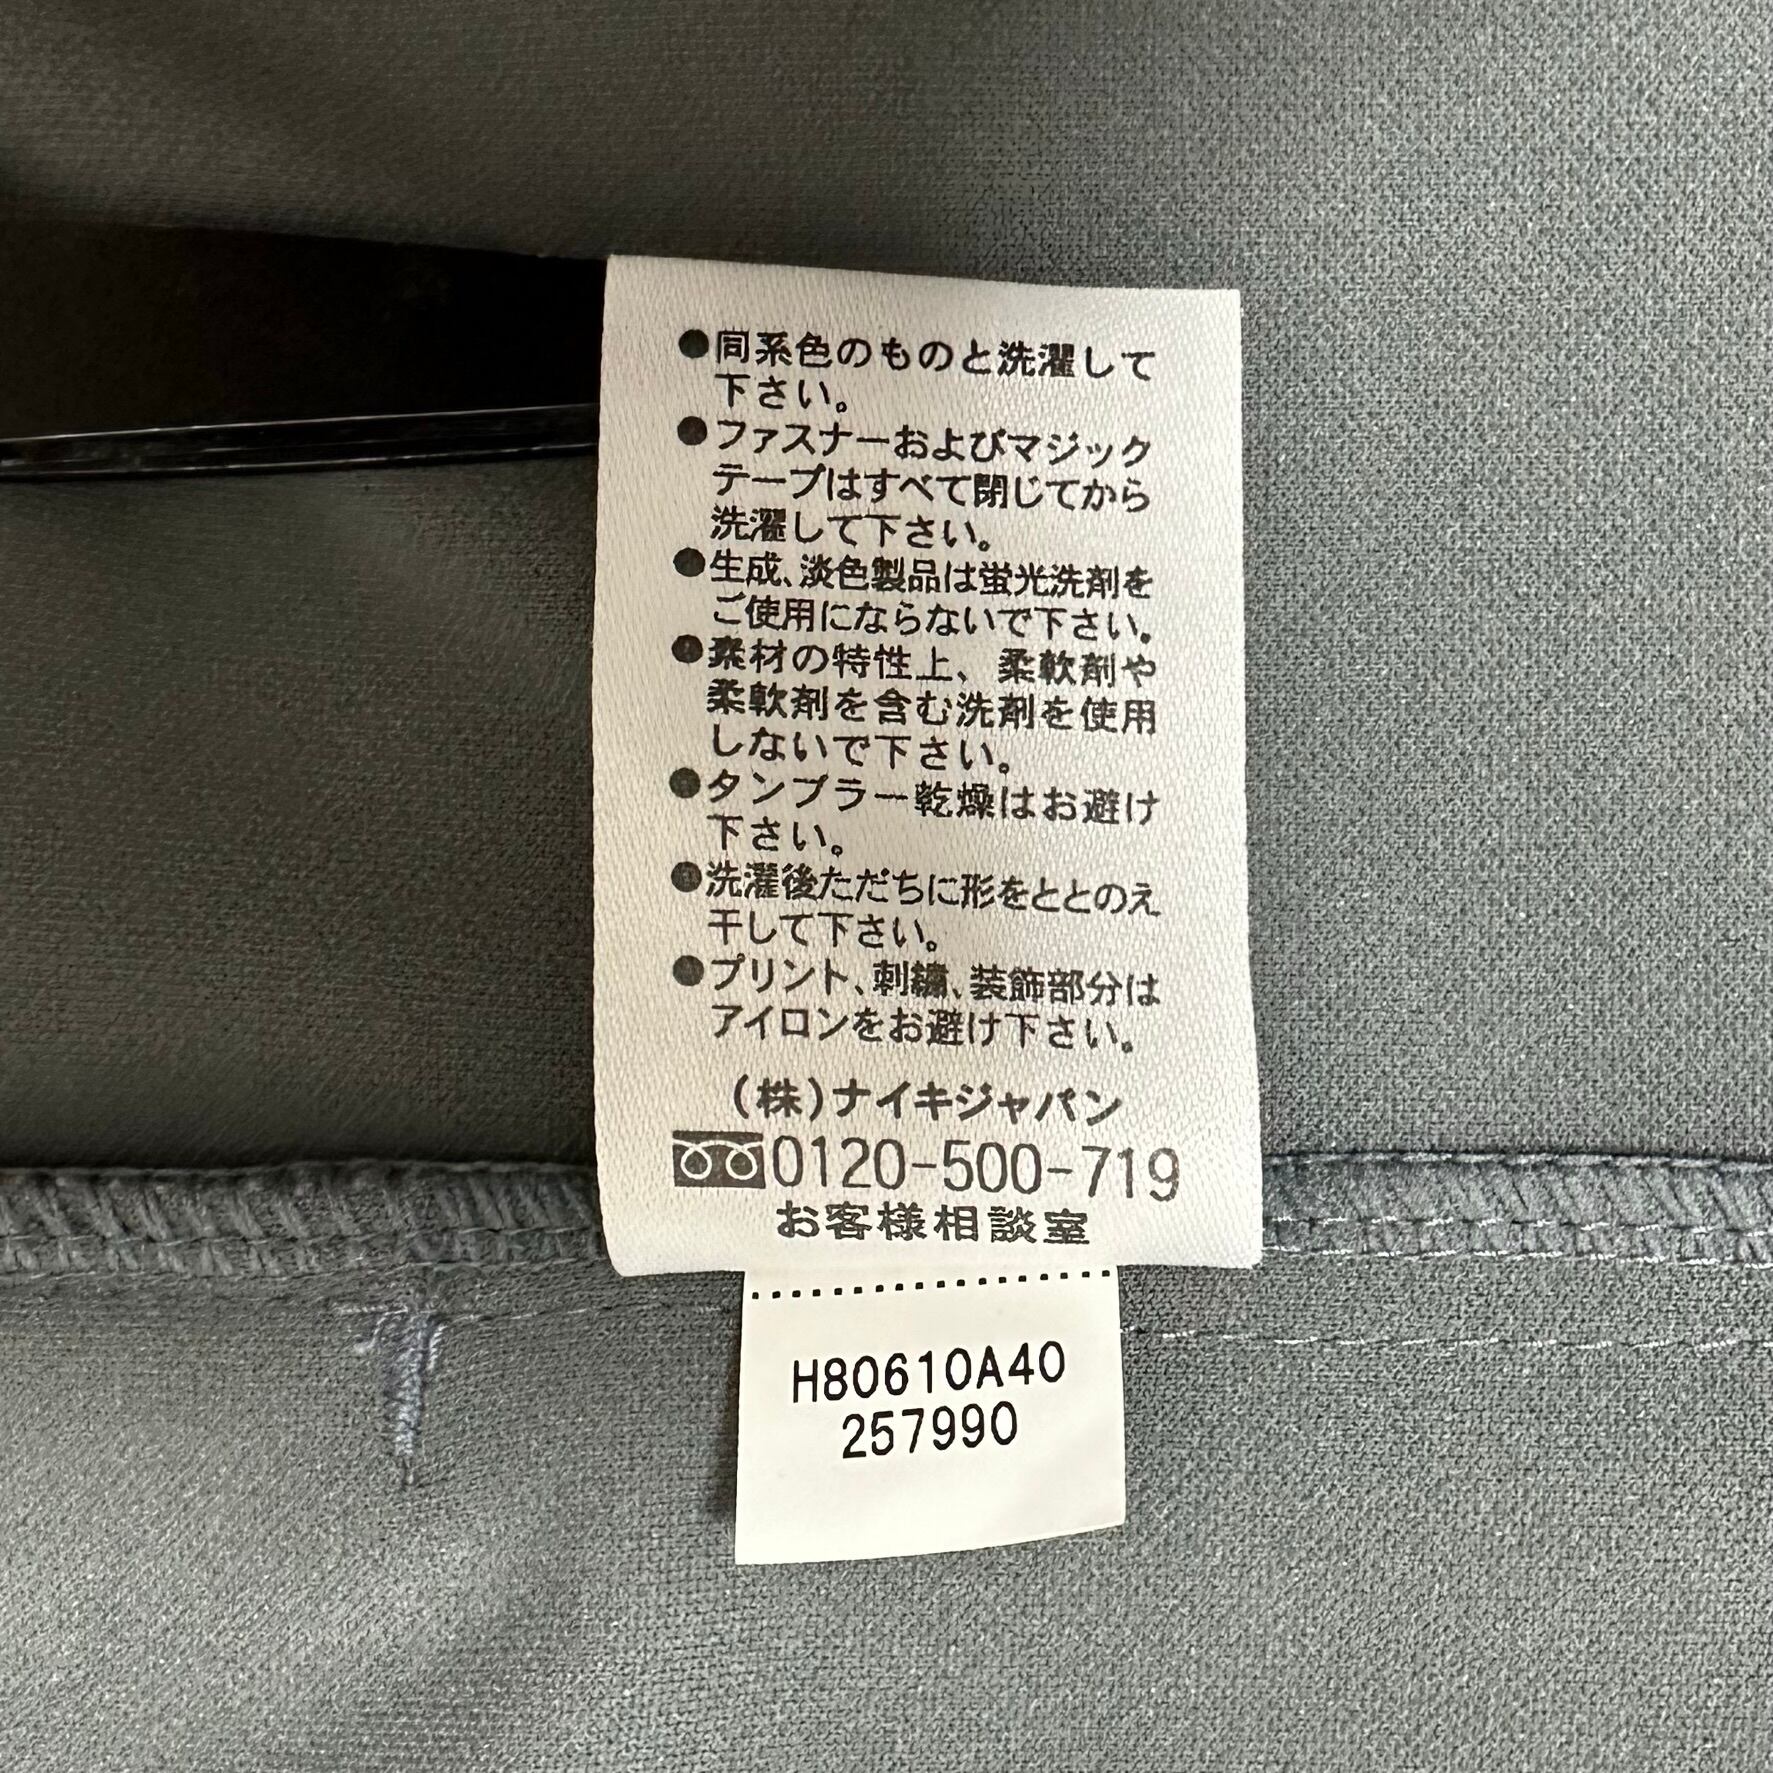 ●同系色のものと洗濯して
下さい。
●ファスナーおよびマジック
テープはすべて閉じてから
洗濯して下さい。
●生成、淡色製品は蛍光洗剤を
ご使用にならないで下さい。
●素材の特性上、柔軟剤や
柔軟剤を含む洗剤を使用
しないで下さい。
●タンブラー乾燥はお避け
下さい。
●洗濯後ただちに形をととのえ
干して下さい。
●プリント、刺繍、装飾部分は
アイロンをお避け下さい。
(株)ナイキジャパン
0120-500-719
お客様相談室
H80610A40
257990